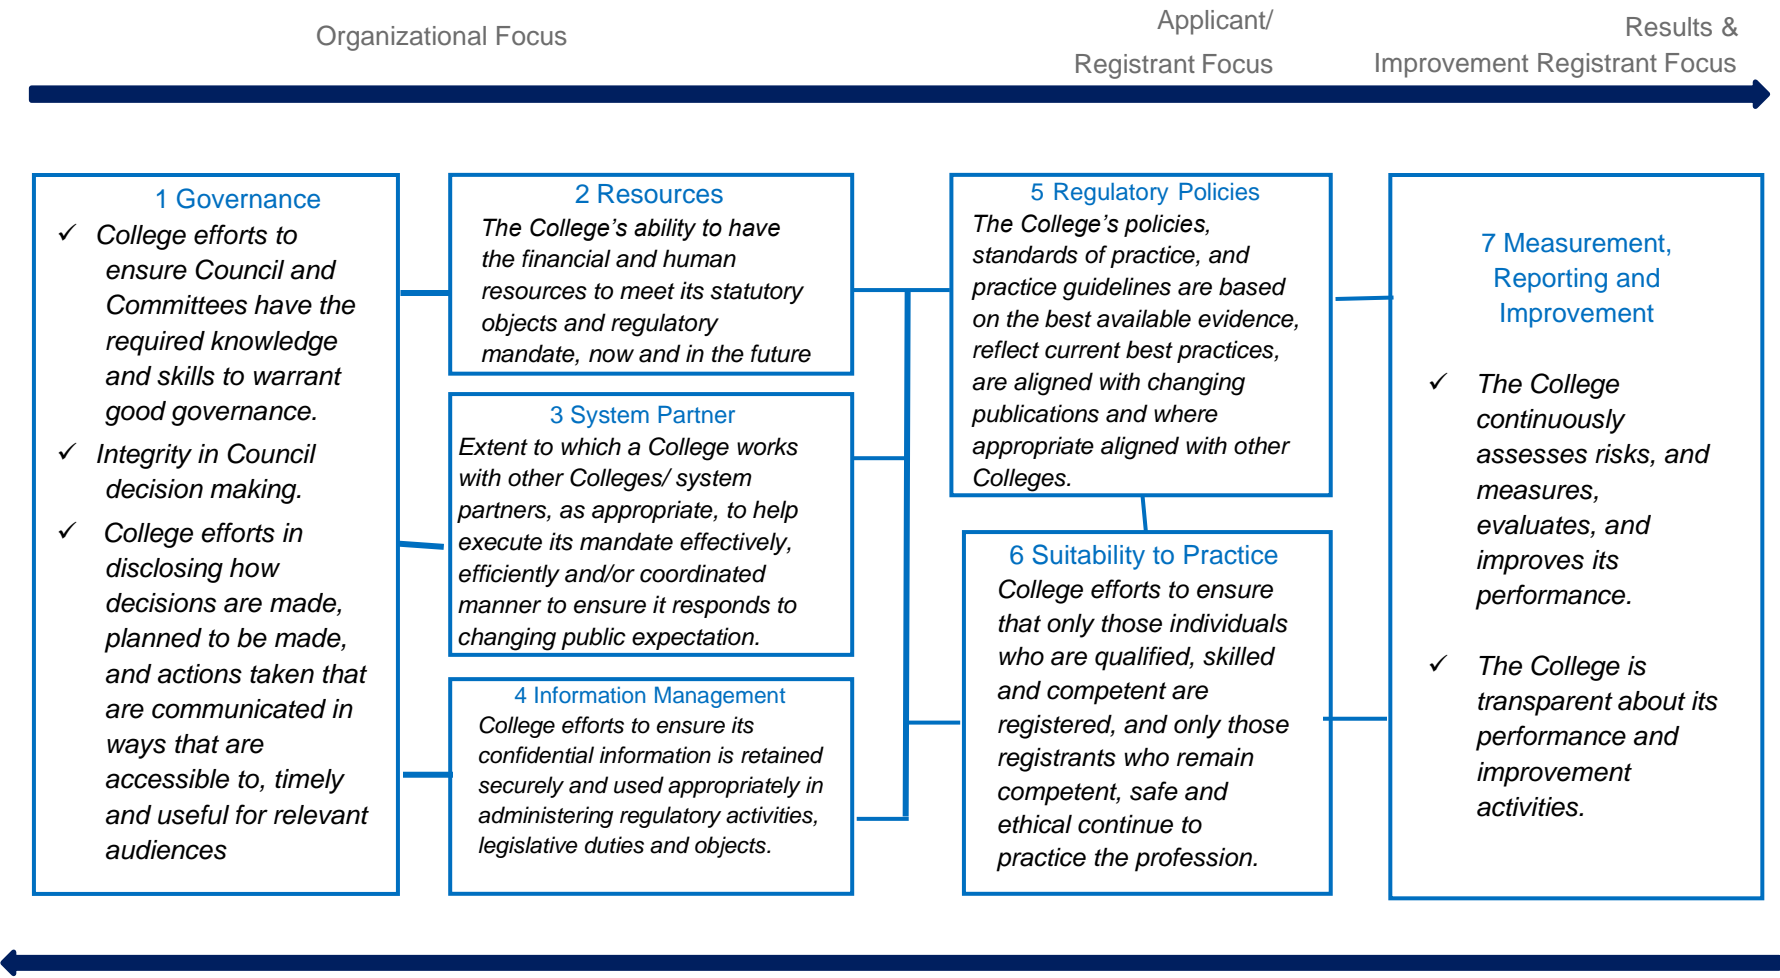 Organizational Focus
Applicant/
Registrant Focus
Results &
Improvement Registrant Focus
1 Governance
✓ College efforts to
ensure Council and
Committees have the
required knowledge
and skills to warrant
good governance.
✓ Integrity in Council
decision making.
✓ College efforts in
disclosing how
decisions are made,
planned to be made,
and actions taken that
are communicated in
ways that are
accessible to, timely
and useful for relevant
audiences
2 Resources
The College’s ability to have
the financial and human
resources to meet its statutory
objects and regulatory
mandate, now and in the future
3 System Partner
Extent to which a College works
with other Colleges/ system
partners, as appropriate, to help
execute its mandate effectively,
efficiently and/or coordinated
manner to ensure it responds to
changing public expectation.
4 Information Management
College efforts to ensure its
confidential information is retained
securely and used appropriately in
administering regulatory activities,
legislative duties and objects.
5 Regulatory Policies
The College’s policies,
standards of practice, and
practice guidelines are based
on the best available evidence,
reflect current best practices,
are aligned with changing
publications and where
appropriate aligned with other
Colleges.
6 Suitability to Practice
College efforts to ensure
that only those individuals
who are qualified, skilled
and competent are
registered, and only those
registrants who remain
competent, safe and
ethical continue to
practice the profession.
7 Measurement,
Reporting and
Improvement
✓ The College
continuously
assesses risks, and
measures,
evaluates, and
improves its
performance.
✓ The College is
transparent about its
performance and
improvement
activities.